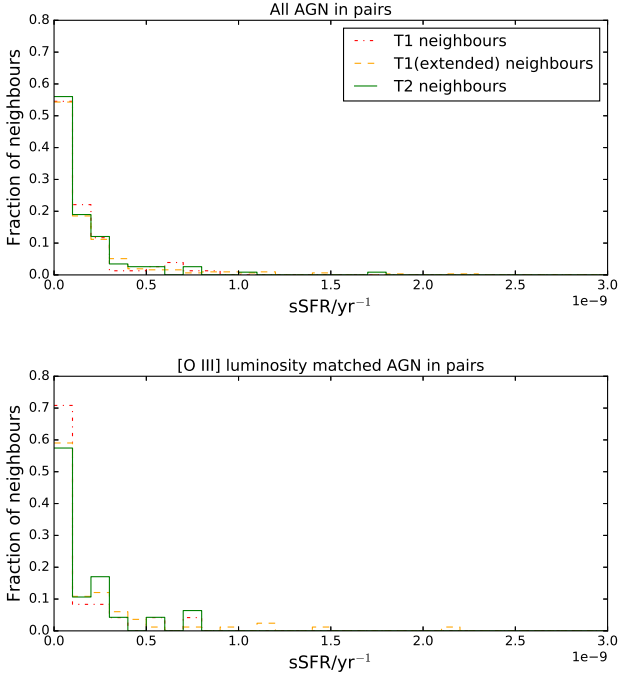 All AGN in pairs
0.8
0.7
0.6
0.5
0.4
0.3
0.2
0.1
0.0
Fraction of neighbours
T1 neighbours
T1(extended) neighbours
T2 neighbours
0.0 0.5 1.0 1.5 2.0 2.5 3.0
sSFR/yr⁻¹
1e−9
[O III] luminosity matched AGN in pairs
0.8
0.7
0.6
0.5
0.4
0.3
0.2
0.1
0.0
Fraction of neighbours
0.0 0.5 1.0 1.5 2.0 2.5 3.0
sSFR/yr⁻¹
1e−9